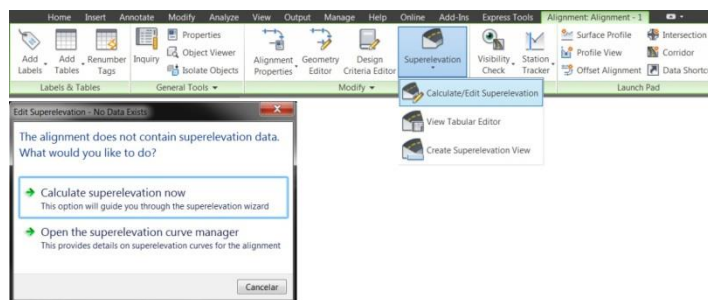 Home Insert Annotate Modify Analyze View Output Manage Help Online Add-Ins Express Tools Alignment: Alignment - 1
Add Labels
Add Tables
Renumber Tags
Inquiry
Properties
Object Viewer
Isolate Objects
Alignment Properties
Geometry Editor
Design Criteria Editor
Superelevation
Visibility Check
Station Tracker
Surface Profile
Profile View
Offset Alignment
Intersection
Corridor
Data Shortc
Labels & Tables
General Tools
Modify
Launch Pad
Calculate/Edit Superelevation
View Tabular Editor
Create Superelevation View
Edit Superelevation - No Data Exists
The alignment does not contain superelevation data.
What would you like to do?
Calculate superelevation now
This option will guide you through the superelevation wizard
Open the superelevation curve manager
This provides details on superelevation curves for the alignment
Cancelar